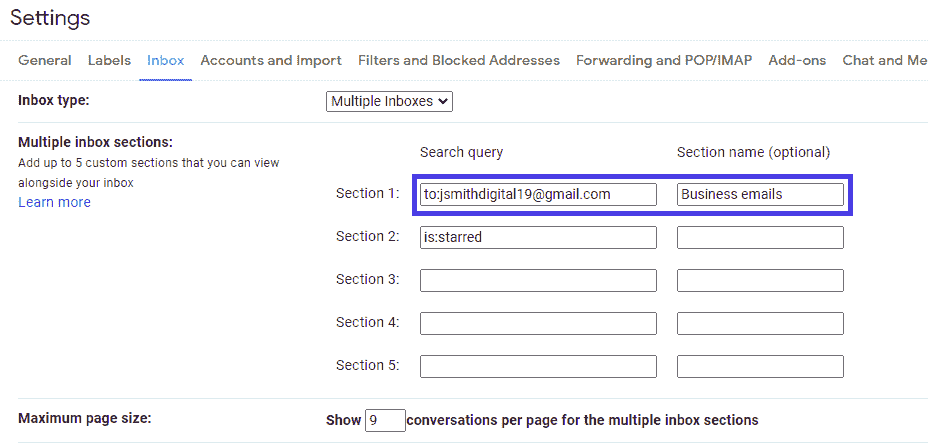 Settings
General Labels Inbox Accounts and Import Filters and Blocked Addresses Forwarding and POP/IMAP Add-ons Chat and Me
Inbox type: Multiple Inboxes
Multiple inbox sections:
Add up to 5 custom sections that you can view
alongside your inbox
Learn more
Search query Section name (optional)
Section 1: to:jsmithdigital19@gmail.com Business emails
Section 2: is:starred
Section 3:
Section 4:
Section 5:
Maximum page size: Show 9 conversations per page for the multiple inbox sections